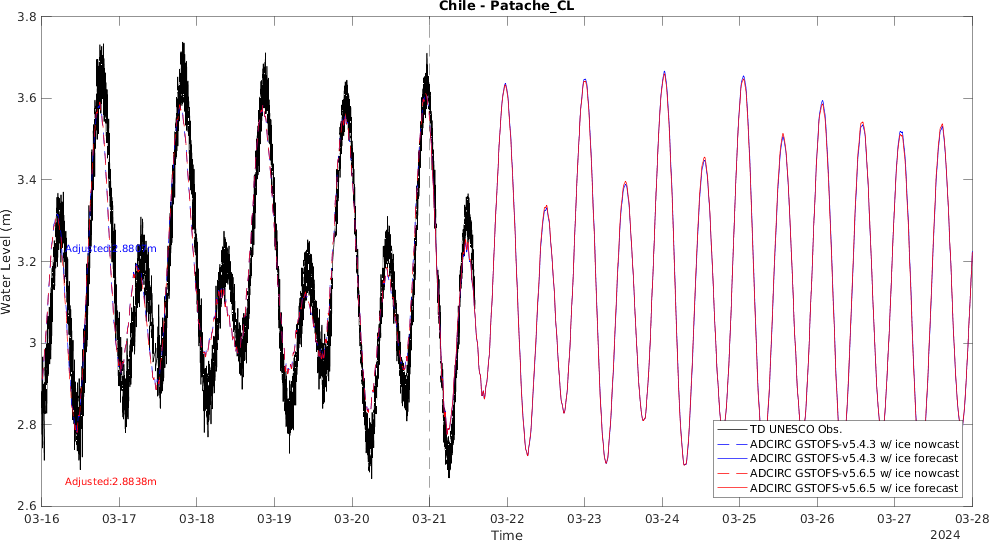 Chile - Patache_CL
3.8
3.6
3.4
3.2
3
2.8
2.6
Water Level (m)
Adjusted:
Adjusted:2.8838m
TD UNESCO Obs.
ADCIRC GSTOFS-v5.4.3 w/ ice nowcast
ADCIRC GSTOFS-v5.4.3 w/ ice forecast
ADCIRC GSTOFS-v5.6.5 w/ ice nowcast
ADCIRC GSTOFS-v5.6.5 w/ ice forecast
03-16 03-17 03-18 03-19 03-20 03-21 03-22 03-23 03-24 03-25 03-26 03-27 03-28
Time
2024